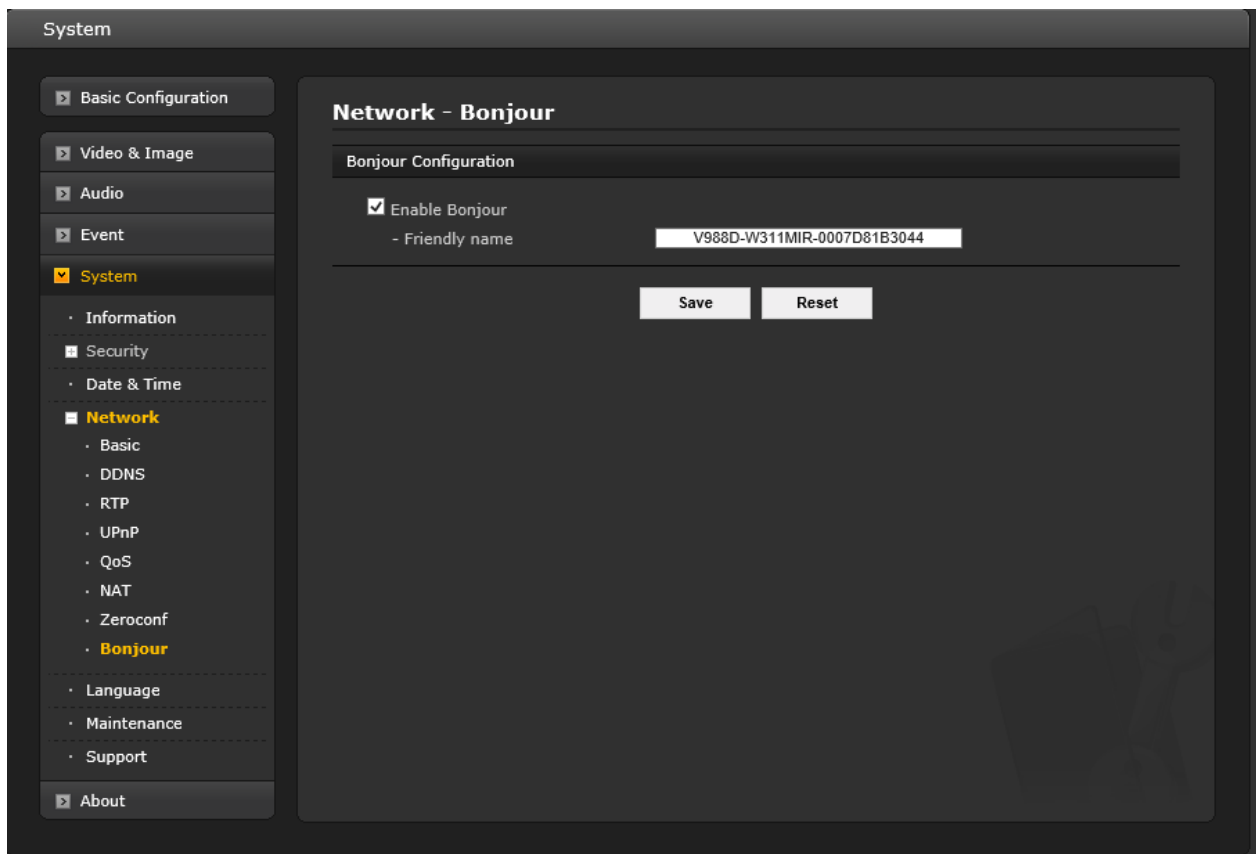 System
Basic Configuration
Video & Image
Audio
Event
System
· Information
Security
· Date & Time
Network
· Basic
· DDNS
· RTP
· UPnP
· QoS
· NAT
· Zeroconf
· Bonjour
· Language
· Maintenance
· Support
About
Network - Bonjour
Bonjour Configuration
Enable Bonjour
- Friendly name V988D-W311MIR-0007D81B3044
Save Reset